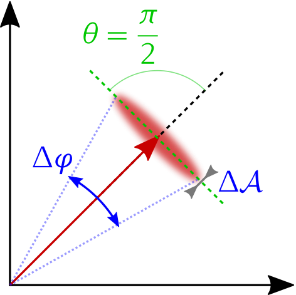 θ = π/2
Δφ
Δ𝒜